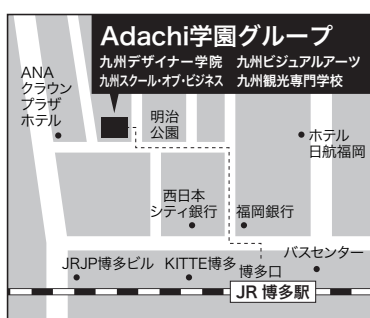 Adachi学園グループ
九州デザイナー学院 九州ビジュアルアーツ
九州スクール・オブ・ビジネス 九州観光専門学校
ANA
クラウン
プラザ
ホテル
明治
公園
ホテル
日航福岡
西日本
シティ銀行
福岡銀行
JRJP博多ビル
KITTE博多
博多口
バスセンター
JR 博多駅